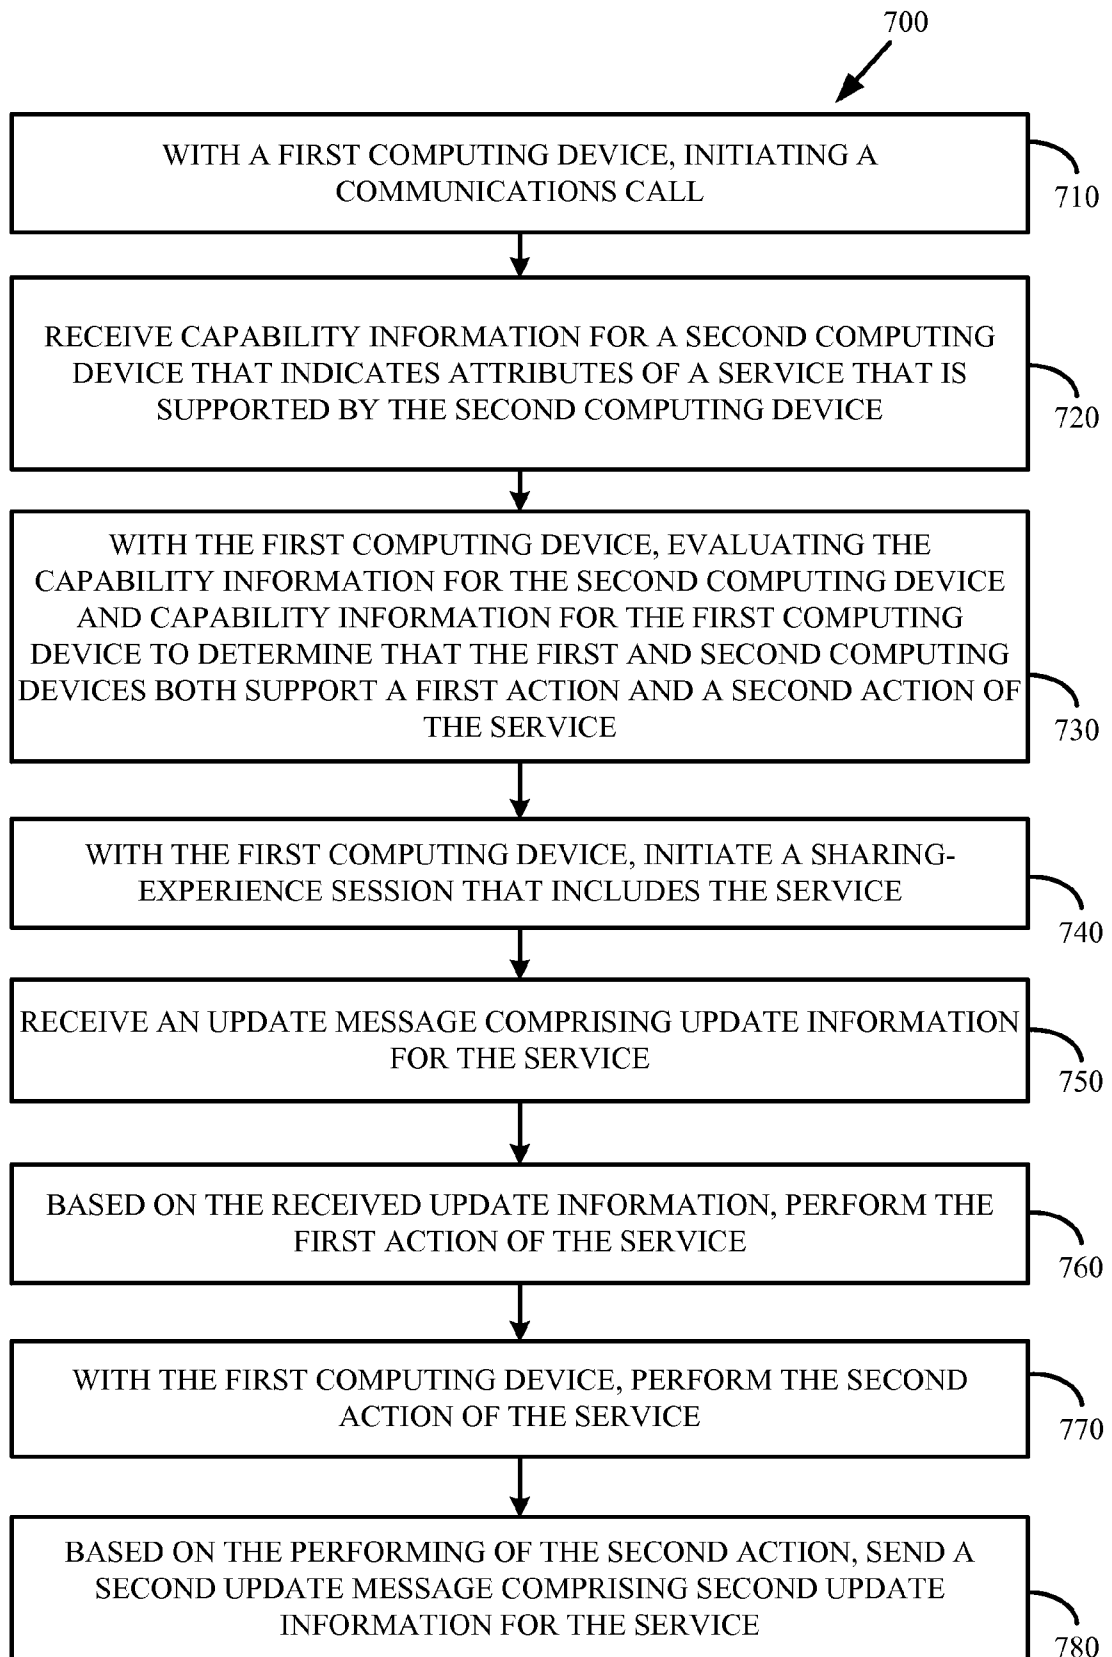 700
WITH A FIRST COMPUTING DEVICE, INITIATING A
COMMUNICATIONS CALL
710
RECEIVE CAPABILITY INFORMATION FOR A SECOND COMPUTING
DEVICE THAT INDICATES ATTRIBUTES OF A SERVICE THAT IS
SUPPORTED BY THE SECOND COMPUTING DEVICE
720
WITH THE FIRST COMPUTING DEVICE, EVALUATING THE
CAPABILITY INFORMATION FOR THE SECOND COMPUTING DEVICE
AND CAPABILITY INFORMATION FOR THE FIRST COMPUTING
DEVICE TO DETERMINE THAT THE FIRST AND SECOND COMPUTING
DEVICES BOTH SUPPORT A FIRST ACTION AND A SECOND ACTION OF
THE SERVICE
730
WITH THE FIRST COMPUTING DEVICE, INITIATE A SHARING-
EXPERIENCE SESSION THAT INCLUDES THE SERVICE
740
RECEIVE AN UPDATE MESSAGE COMPRISING UPDATE INFORMATION
FOR THE SERVICE
750
BASED ON THE RECEIVED UPDATE INFORMATION, PERFORM THE
FIRST ACTION OF THE SERVICE
760
WITH THE FIRST COMPUTING DEVICE, PERFORM THE SECOND
ACTION OF THE SERVICE
770
BASED ON THE PERFORMING OF THE SECOND ACTION, SEND A
SECOND UPDATE MESSAGE COMPRISING SECOND UPDATE
INFORMATION FOR THE SERVICE
780